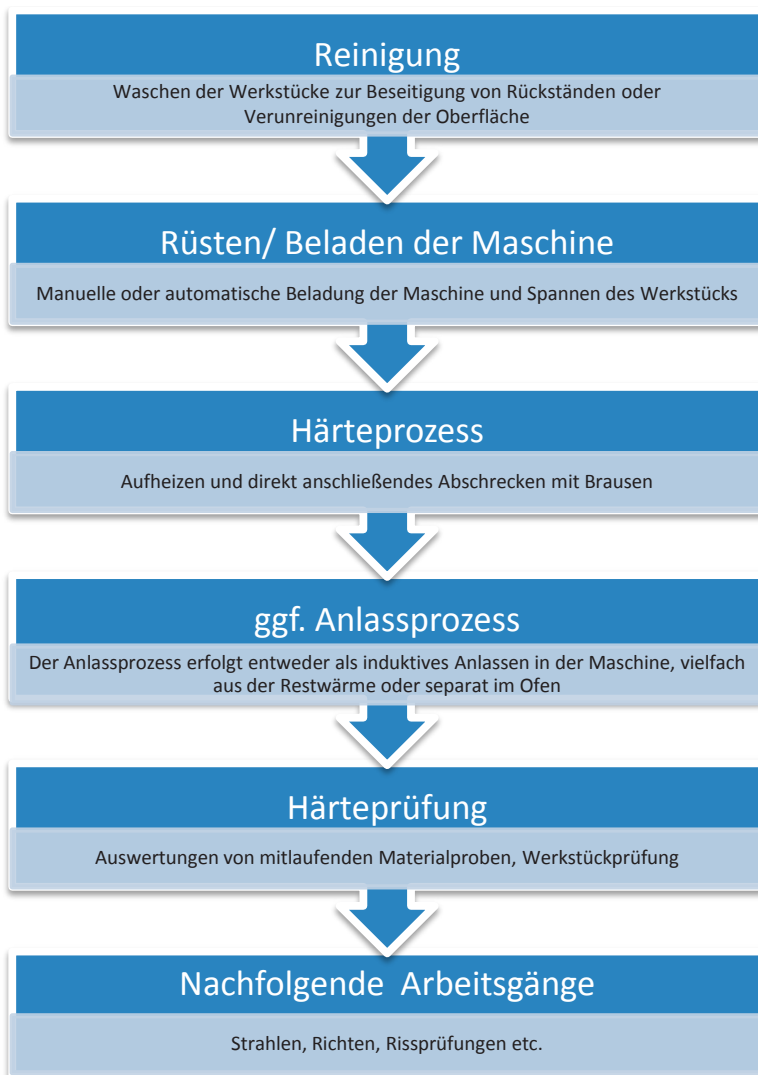 Reinigung
Waschen der Werkstücke zur Beseitigung von Rückständen oder
Verunreinigungen der Oberfläche
Rüsten/ Beladen der Maschine
Manuelle oder automatische Beladung der Maschine und Spannen des Werkstücks
Härteprozess
Aufheizen und direkt anschließendes Abschrecken mit Brausen
ggf. Anlassprozess
Der Anlassprozess erfolgt entweder als induktives Anlassen in der Maschine, vielfach
aus der Restwärme oder separat im Ofen
Härteprüfung
Auswertungen von mitlaufenden Materialproben, Werkstückprüfung
Nachfolgende Arbeitsgänge
Strahlen, Richten, Rissprüfungen etc.